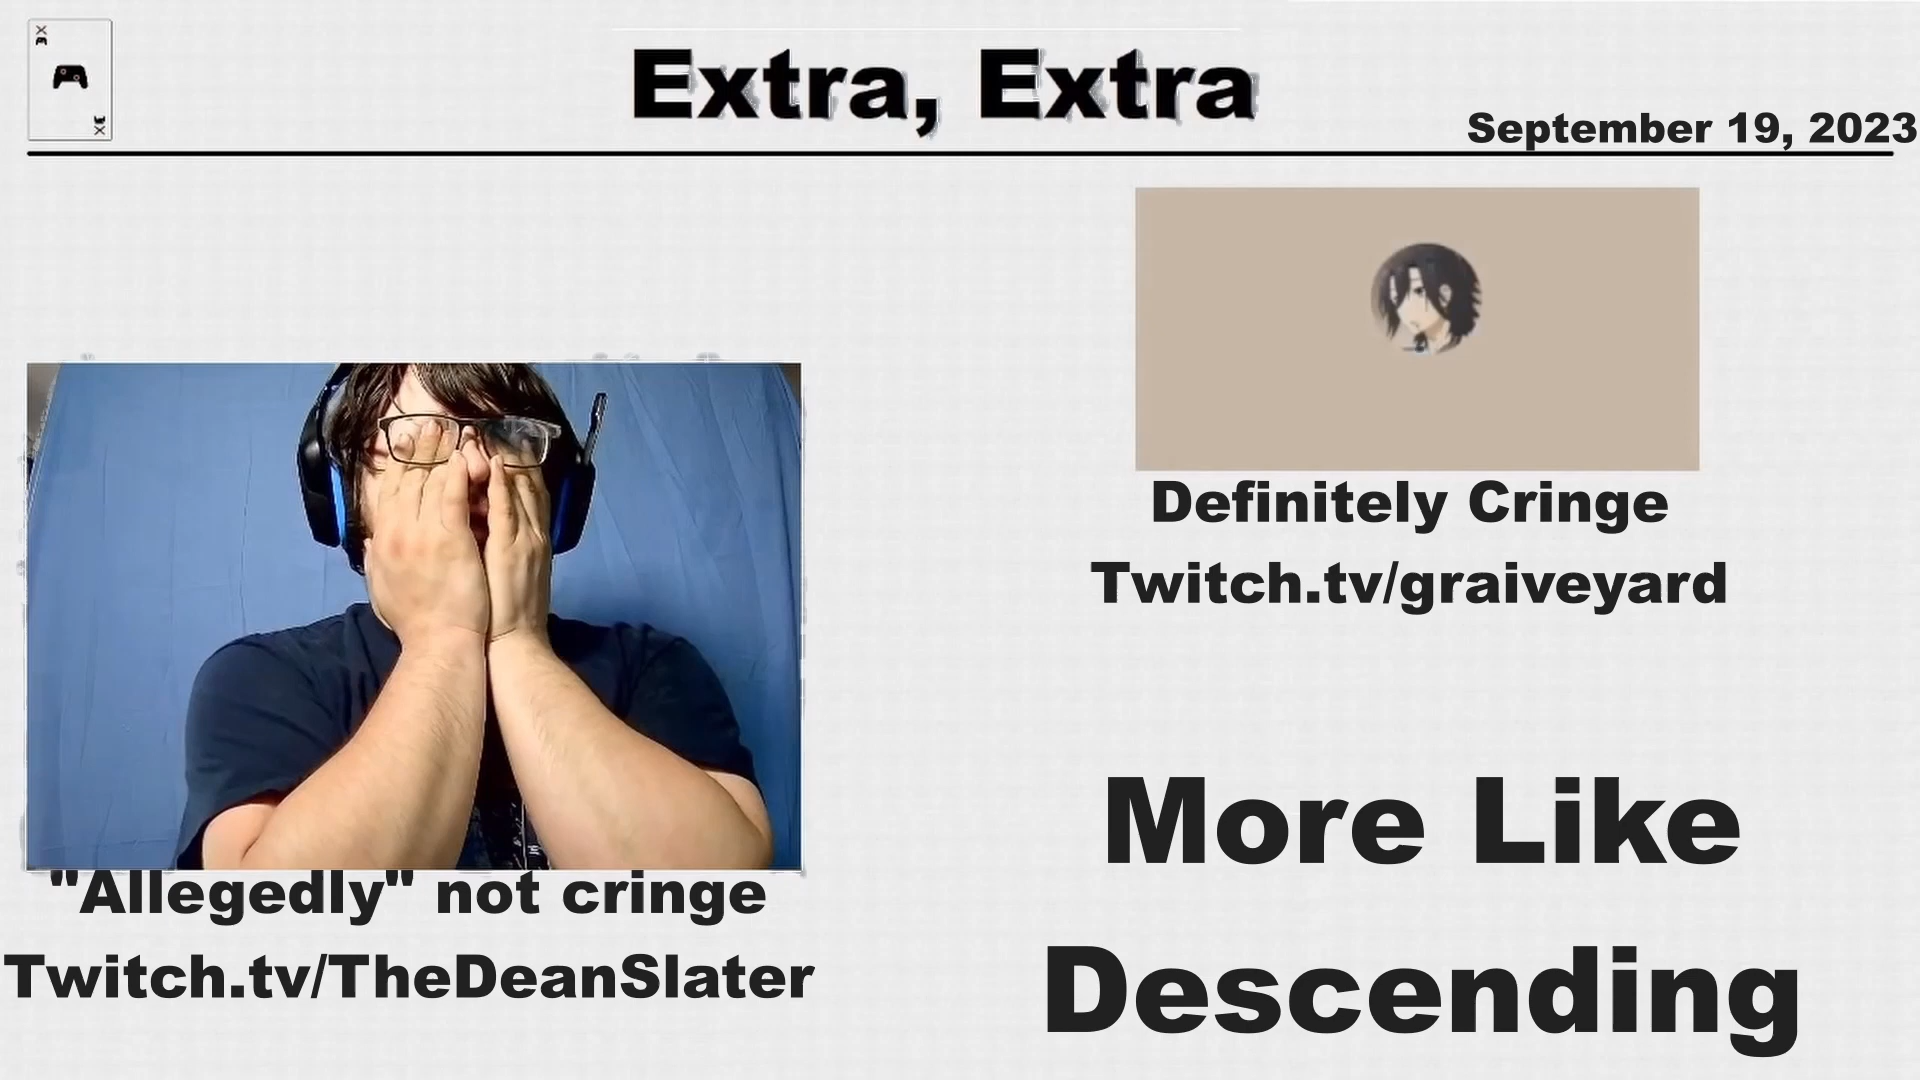 X
Extra, Extra
X
September 19, 2023
Definitely Cringe
Twitch.tv/graiveyard
"Allegedly" not cringe
Twitch.tv/TheDeanSlater
More Like
Descending